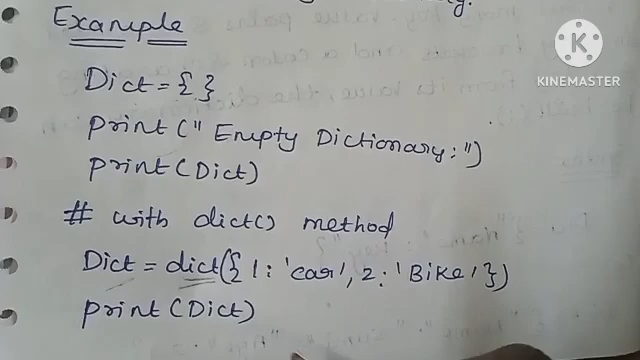 Example
K
KINEMASTER
Dict = { }
print (" Empty Dictionary: ")
print (Dict)
# with dict() method
Dict = dict({1: 'car', 2: 'Bike'})
print (Dict)